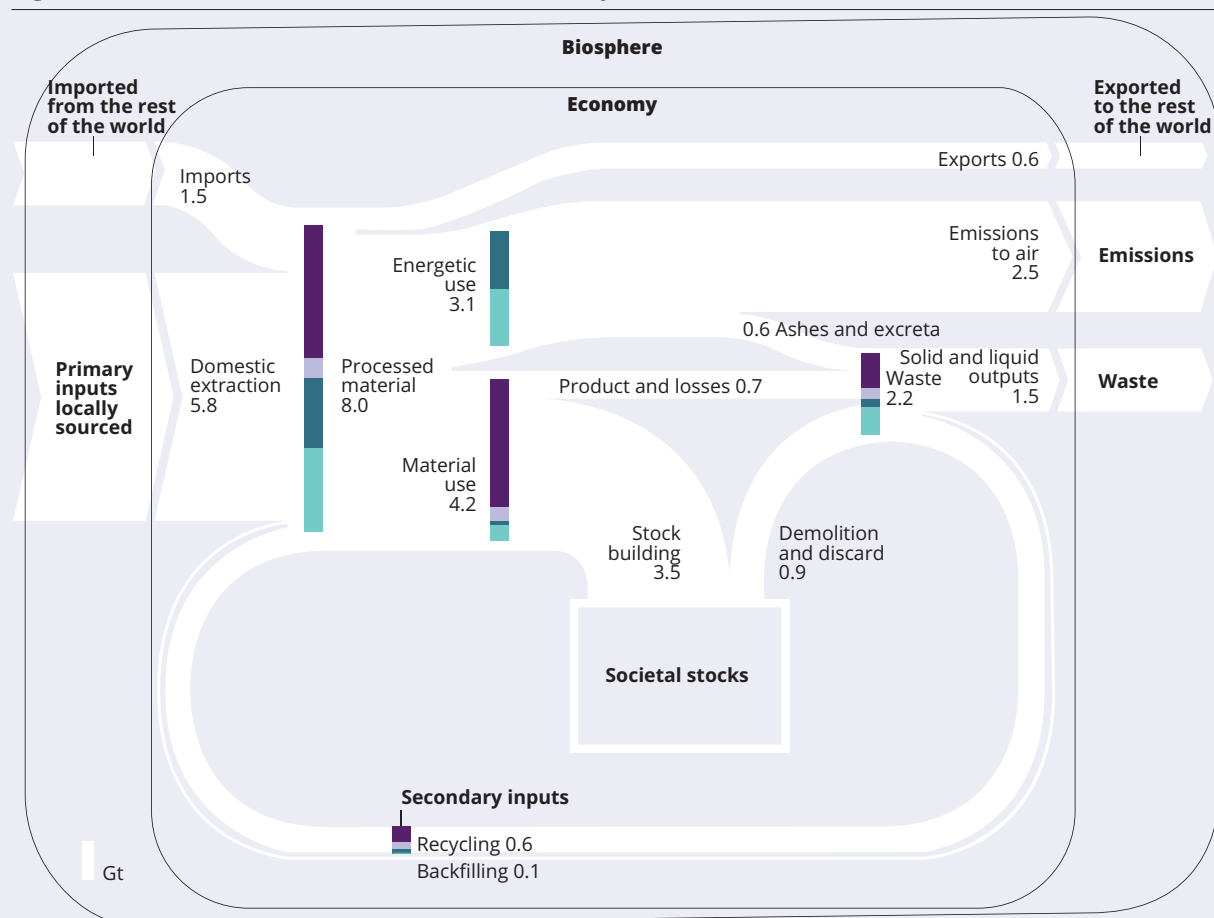 Biosphere
Imported
from the rest
of the world
Economy
Exported
to the rest
of the world
Imports
1.5
Exports 0.6
Energetic
use
3.1
Emissions
to air
2.5
Emissions
0.6 Ashes and excreta
Primary
inputs
locally
sourced
Domestic
extraction
5.8
Processed
material
8.0
Product and losses 0.7
Waste
2.2
Solid and liquid
outputs
1.5
Waste
Material
use
4.2
Stock
building
3.5
Demolition
and discard
0.9
Societal stocks
Secondary inputs
Recycling 0.6
Backfilling 0.1
Gt